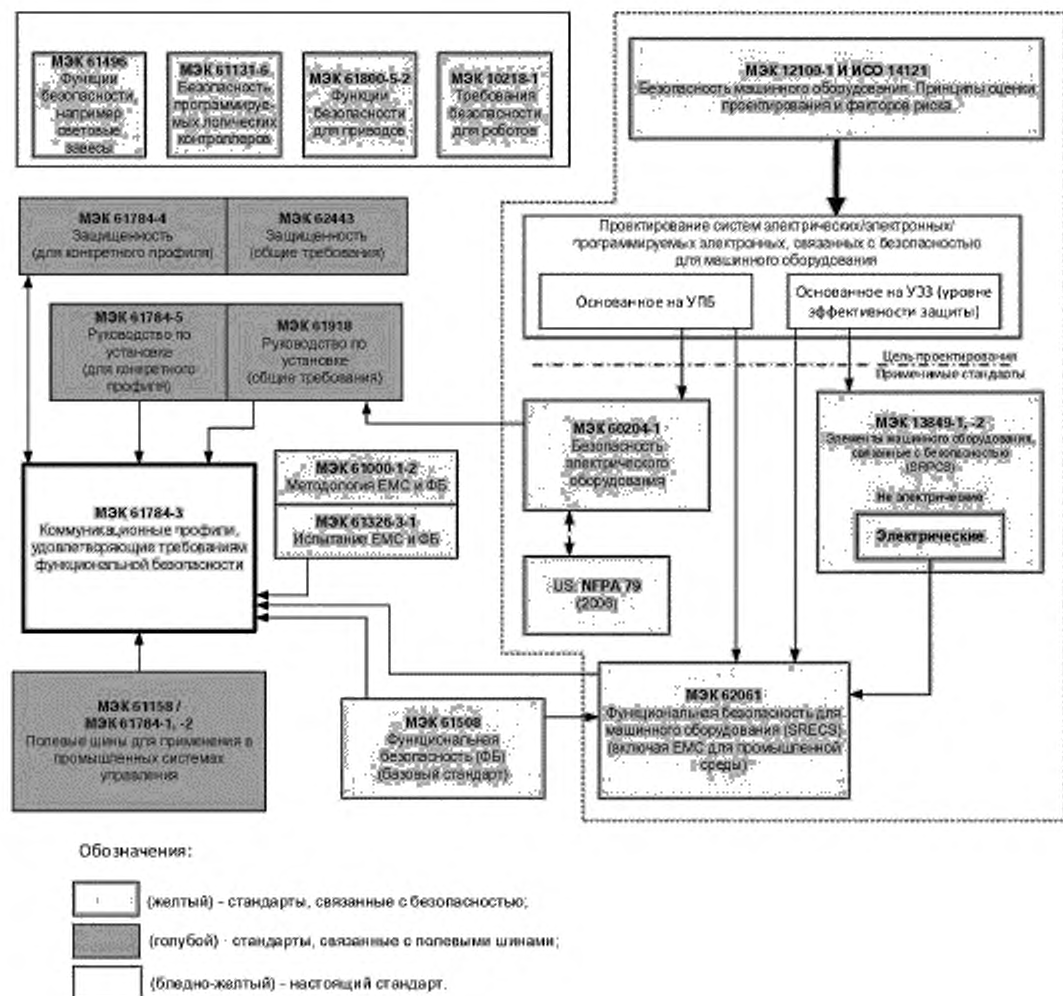 МЭК 61496
Функции
безопасности,
например
световые
завесы
МЭК 61131-6
Безопасность
программируе-
мых логических
контроллеров
МЭК 61800-5-2
Функции
безопасности
для приводов
МЭК 10218-1
Требования
безопасности
для роботов
МЭК 12100-1 И ИСО 14121
Безопасность машинного оборудования. Принципы оценки
проектирования и факторов риска
МЭК 61784-4
Защищенность
(для конкретного профиля)
МЭК 62443
Защищенность
(общие требования)
Проектирование систем электрических/электронных/
программируемых электронных, связанных с безопасностью
для машинного оборудования
Основанное на УПБ
Основанное на УЭЗ (уровне
эффективности защиты)
МЭК 61784-5
Руководство по
установке
(для конкретного
профиля)
МЭК 61918
Руководство по
установке
(общие требования)
Цель проектирования
Применимые стандарты
МЭК 60204-1
Безопасность
электрического
оборудования
МЭК 13849-1, -2
Элементы машинного оборудования,
связанные с безопасностью
(SRPCS)
Не электрические
Электрические
МЭК 61000-1-2
Методология ЕМС и ФБ
МЭК 61326-3-1
Испытание ЕМС и ФБ
МЭК 61784-3
Коммуникационные профили,
удовлетворяющие требованиям
функциональной безопасности
US: NFPA 79
(2006)
МЭК 61158 /
МЭК 61784-1, -2
Полевые шины для применения в
промышленных системах
управления
МЭК 61508
Функциональная
безопасность (ФБ)
(базовый стандарт)
МЭК 62061
Функциональная безопасность для
машинного оборудования (SRECS)
(включая ЕМС для промышленной
среды)
Обозначения:
(желтый) - стандарты, связанные с безопасностью;
(голубой) - стандарты, связанные с полевыми шинами;
(бледно-желтый) - настоящий стандарт.